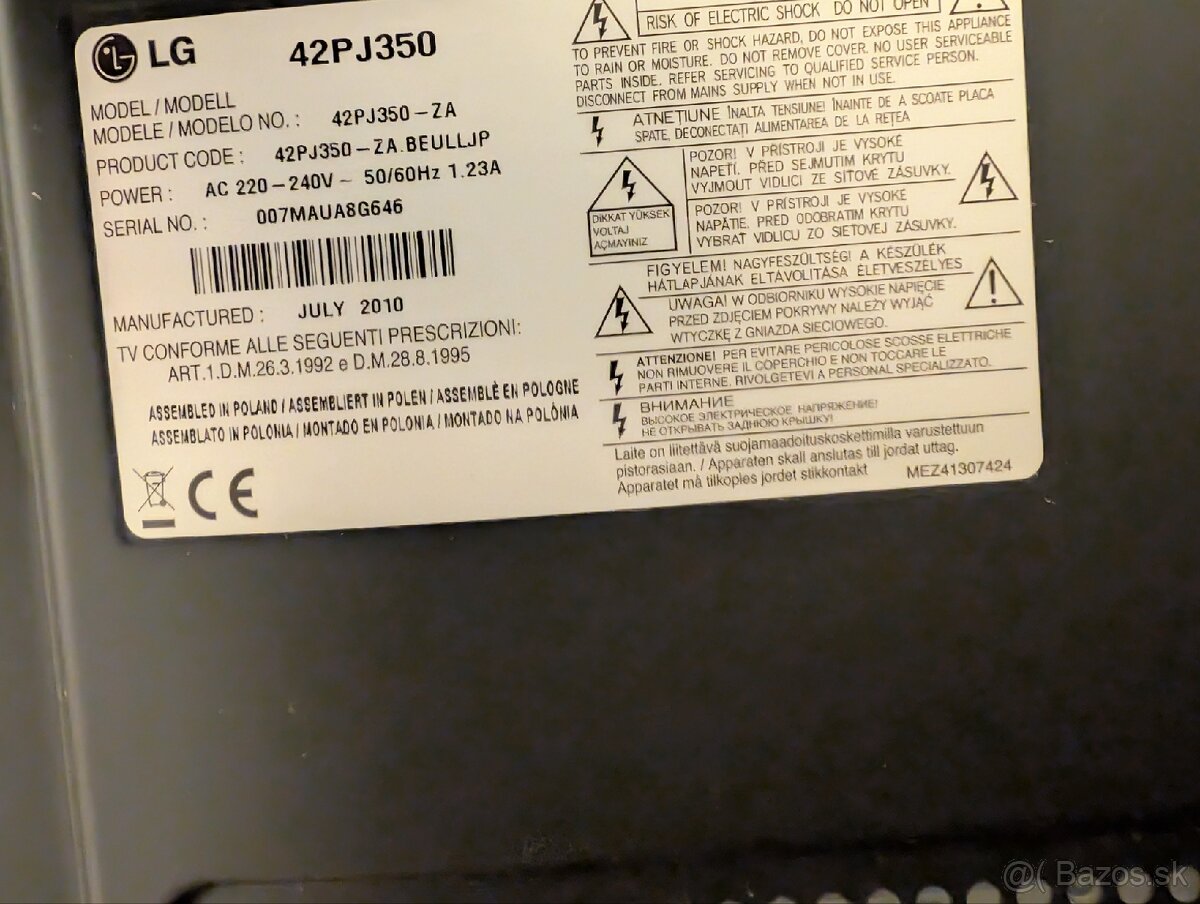 LG 42PJ350
MODEL / MODELL
MODELE / MODELO NO. : 42PJ350-ZA
PRODUCT CODE : 42PJ350-ZA.BEULLJP
POWER : AC 220-240V ~ 50/60Hz 1.23A
SERIAL NO. : 007MAUA8G646
MANUFACTURED : JULY 2010
TV CONFORME ALLE SEGUENTI PRESCRIZIONI:
ART.1.D.M.26.3.1992 e D.M.28.8.1995
ASSEMBLED IN POLAND / ASSEMBLIERT IN POLEN / ASSEMBLÈ EN POLOGNE
ASSEMBLATO IN POLONIA / MONTADO EN POLONIA / MONTADO NA POLÔNIA
CE
RISK OF ELECTRIC SHOCK DO NOT OPEN
TO PREVENT FIRE OR SHOCK HAZARD, DO NOT EXPOSE THIS APPLIANCE
TO RAIN OR MOISTURE. DO NOT REMOVE COVER. NO USER SERVICEABLE
PARTS INSIDE. REFER SERVICING TO QUALIFIED SERVICE PERSON.
DISCONNECT FROM MAINS SUPPLY WHEN NOT IN USE.
ATNEȚIUNE ÎNALTA TENSIUNE! ÎNAINTE DE A SCOATE PLACA
SPATE, DECONECTAȚI ALIMENTAREA DE LA REȚEA
DIKKAT YÜKSEK
VOLTAJ
AÇMAYINIZ
POZOR! V PŘÍSTROJI JE VYSOKÉ
NAPETÍ. PŘED SEJMUTIM KRYTU
VYJMOUT VIDLICI ZE SÍŤOVÉ ZÁSUVKY.
POZOR! V PRÍSTROJI JE VYSOKÉ
NAPÄTIE. PRED ODOBRATIM KRYTU
VYBRAŤ VIDLICU ZO SIEŤOVEJ ZÁSUVKY.
FIGYELEM! NAGYFESZÜLTSÉG! A KÉSZÜLÉK
HÁTLAPJÁNAK ELTÁVOLITÁSA ÉLETVESZÉLYES
UWAGA! W ODBIORNIKU WYSOKIE NAPIĘCIE
PRZED ZDJĘCIEM POKRYWY NALEŻY WYJĄĆ
WTYCZKĘ Z GNIAZDA SIECIOWEGO.
ATTENZIONE! PER EVITARE PERICOLOSE SCOSSE ELETTRICHE
NON RIMUOVERE IL COPERCHIO E NON TOCCARE LE
PARTI INTERNE. RIVOLGETEVI A PERSONAL SPECIALIZZATO.
ВНИМАНИЕ
ВЫСОКОЕ ЭЛЕКТРИЧЕСКОЕ НАПРЯЖЕНИЕ!
НЕ ОТКРЫВАТЬ ЗАДНЮЮ КРЫШКУ!
Laite on liitettävä suojamaadoituskoskettimilla varustettuun
pistorasiaan. / Apparaten skall anslutas till jordat uttag.
Apparatet må tilkoples jordet stikkontakt MEZ41307424
@( Bazos.sk